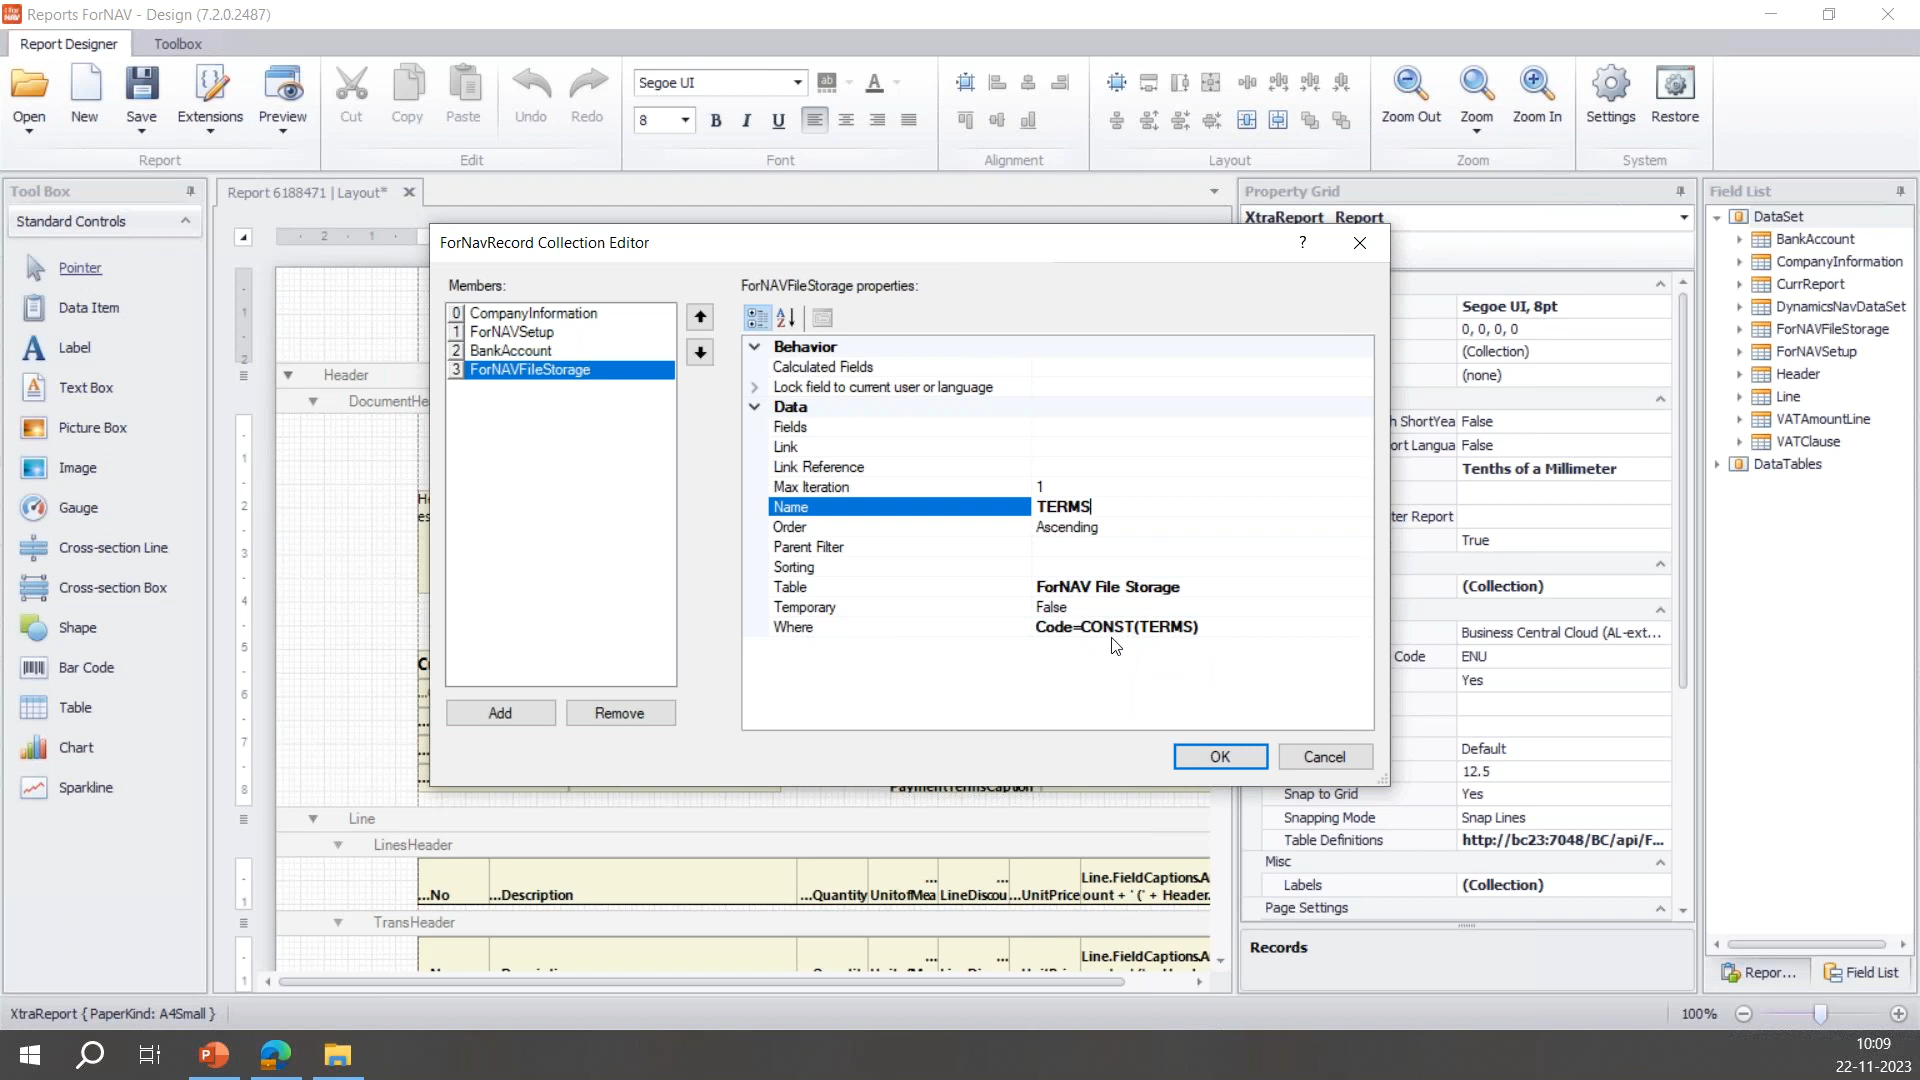 Reports ForNAV - Design (7.2.0.2487)
Report Designer
Toolbox
Open
New
Save
Extensions
Preview
Report
Cut
Copy
Paste
Undo
Redo
Edit
Segoe UI
8
B I U
Font
Alignment
Layout
Zoom Out
Zoom
Zoom In
Zoom
Settings
Restore
System
Tool Box
Standard Controls
Pointer
Data Item
Label
Text Box
Picture Box
Image
Gauge
Cross-section Line
Cross-section Box
Shape
Bar Code
Table
Chart
Sparkline
Report 6188471 | Layout*
Header
DocumentHe
PaymentTermsCaption
Line
LinesHeader
...No
...Description
...Quantity
UnitofMea
LineDiscou
...UnitPrice
Line.FieldCaptions.A
ount + ' (' + Header.
TransHeader
Line.FieldCaptions.A
ForNavRecord Collection Editor
Members:
0 CompanyInformation
1 ForNAVSetup
2 BankAccount
3 ForNAVFileStorage
Add
Remove
ForNAVFileStorage properties:
Behavior
Calculated Fields
Lock field to current user or language
Data
Fields
Link
Link Reference
Max Iteration 1
Name TERMS
Order Ascending
Parent Filter
Sorting
Table ForNAV File Storage
Temporary False
Where Code=CONST(TERMS)
OK
Cancel
Property Grid
XtraReport Report
Segoe UI, 8pt
0, 0, 0, 0
(Collection)
(none)
h ShortYea False
ort Langua False
Tenths of a Millimeter
ter Report
True
(Collection)
Business Central Cloud (AL-ext...
Code ENU
Yes
Default
12.5
Snap to Grid Yes
Snapping Mode Snap Lines
Table Definitions http://bc23:7048/BC/api/F...
Misc
Labels (Collection)
Page Settings
Records
Field List
DataSet
BankAccount
CompanyInformation
CurrReport
DynamicsNavDataSet
ForNAVFileStorage
ForNAVSetup
Header
Line
VATAmountLine
VATClause
DataTables
Repor...
Field List
XtraReport { PaperKind: A4Small }
100%
10:09
22-11-2023